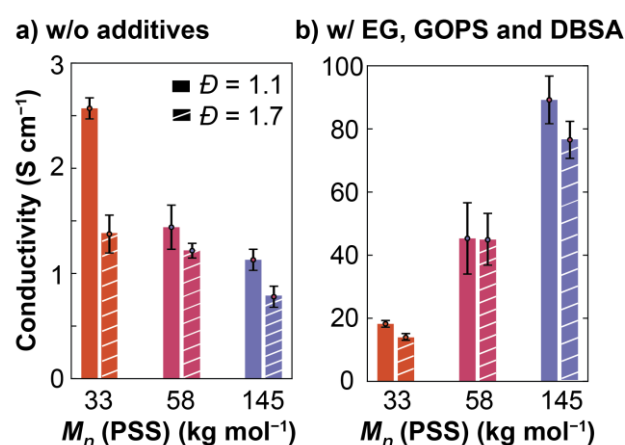 a) w/o additives
b) w/ EG, GOPS and DBSA
Conductivity (S cm⁻¹)
3
2
1
0
Đ = 1.1
Đ = 1.7
33
58
145
Mn (PSS) (kg mol⁻¹)
100
80
60
40
20
0
33
58
145
Mn (PSS) (kg mol⁻¹)